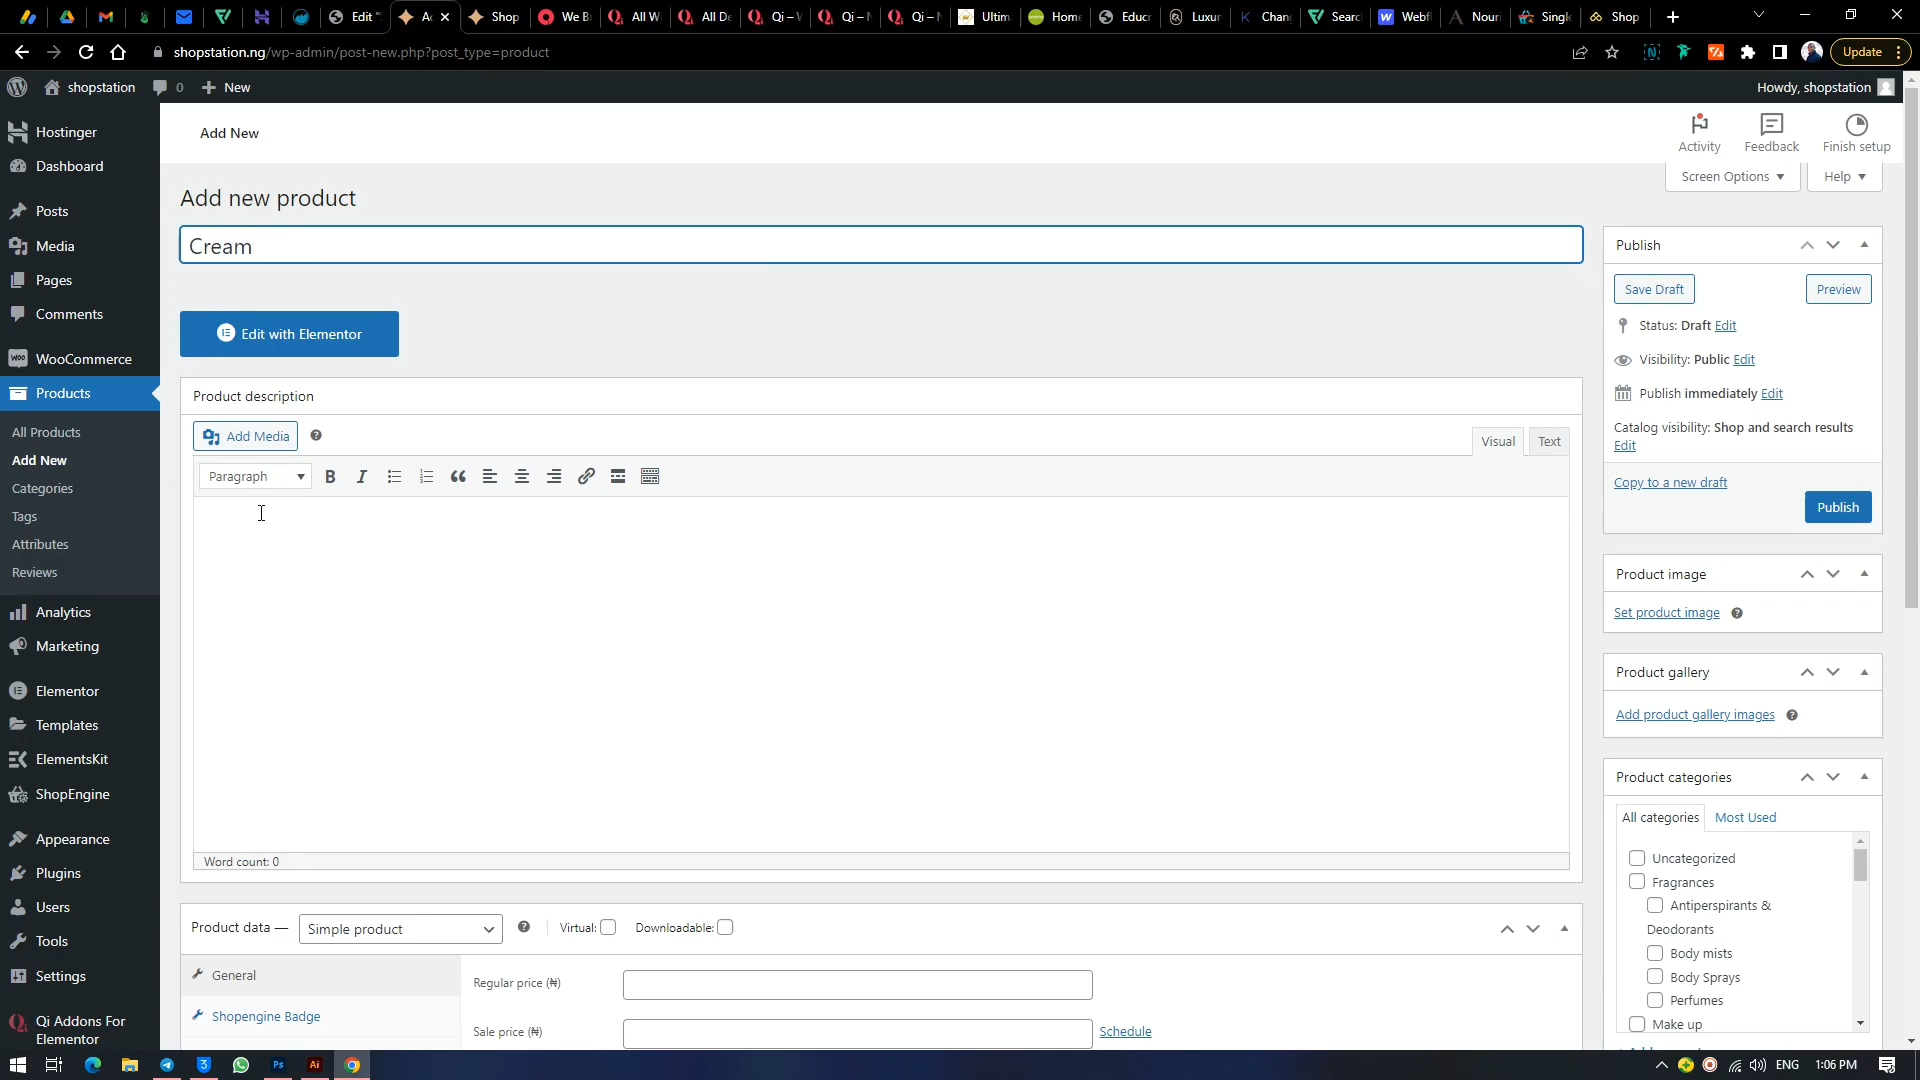 Edit "
Shop
We B
All W
All De
Qi – V
Qi – N
Qi – N
Ultim
Home
Educ
Luxur
Chan
Searc
Webfl
Nouri
Single
Shop
shopstation.ng/wp-admin/post-new.php?post_type=product
Update
shopstation
0
New
Howdy, shopstation
Hostinger
Dashboard
Posts
Media
Pages
Comments
WooCommerce
Products
All Products
Add New
Categories
Tags
Attributes
Reviews
Analytics
Marketing
Elementor
Templates
ElementsKit
ShopEngine
Appearance
Plugins
Users
Tools
Settings
Qi Addons For
Elementor
Add New
Activity
Feedback
Finish setup
Screen Options
Help
Add new product
Cream
Edit with Elementor
Product description
Add Media
Visual
Text
Paragraph
B
I
Word count: 0
Product data —
Simple product
Virtual:
Downloadable:
General
Shopengine Badge
Regular price (₦)
Sale price (₦)
Schedule
Publish
Save Draft
Preview
Status: Draft Edit
Visibility: Public Edit
Publish immediately Edit
Catalog visibility: Shop and search results
Edit
Copy to a new draft
Publish
Product image
Set product image
Product gallery
Add product gallery images
Product categories
All categories
Most Used
Uncategorized
Fragrances
Antiperspirants &
Deodorants
Body mists
Body Sprays
Perfumes
Make up
Ps
Ai
ENG
1:06 PM